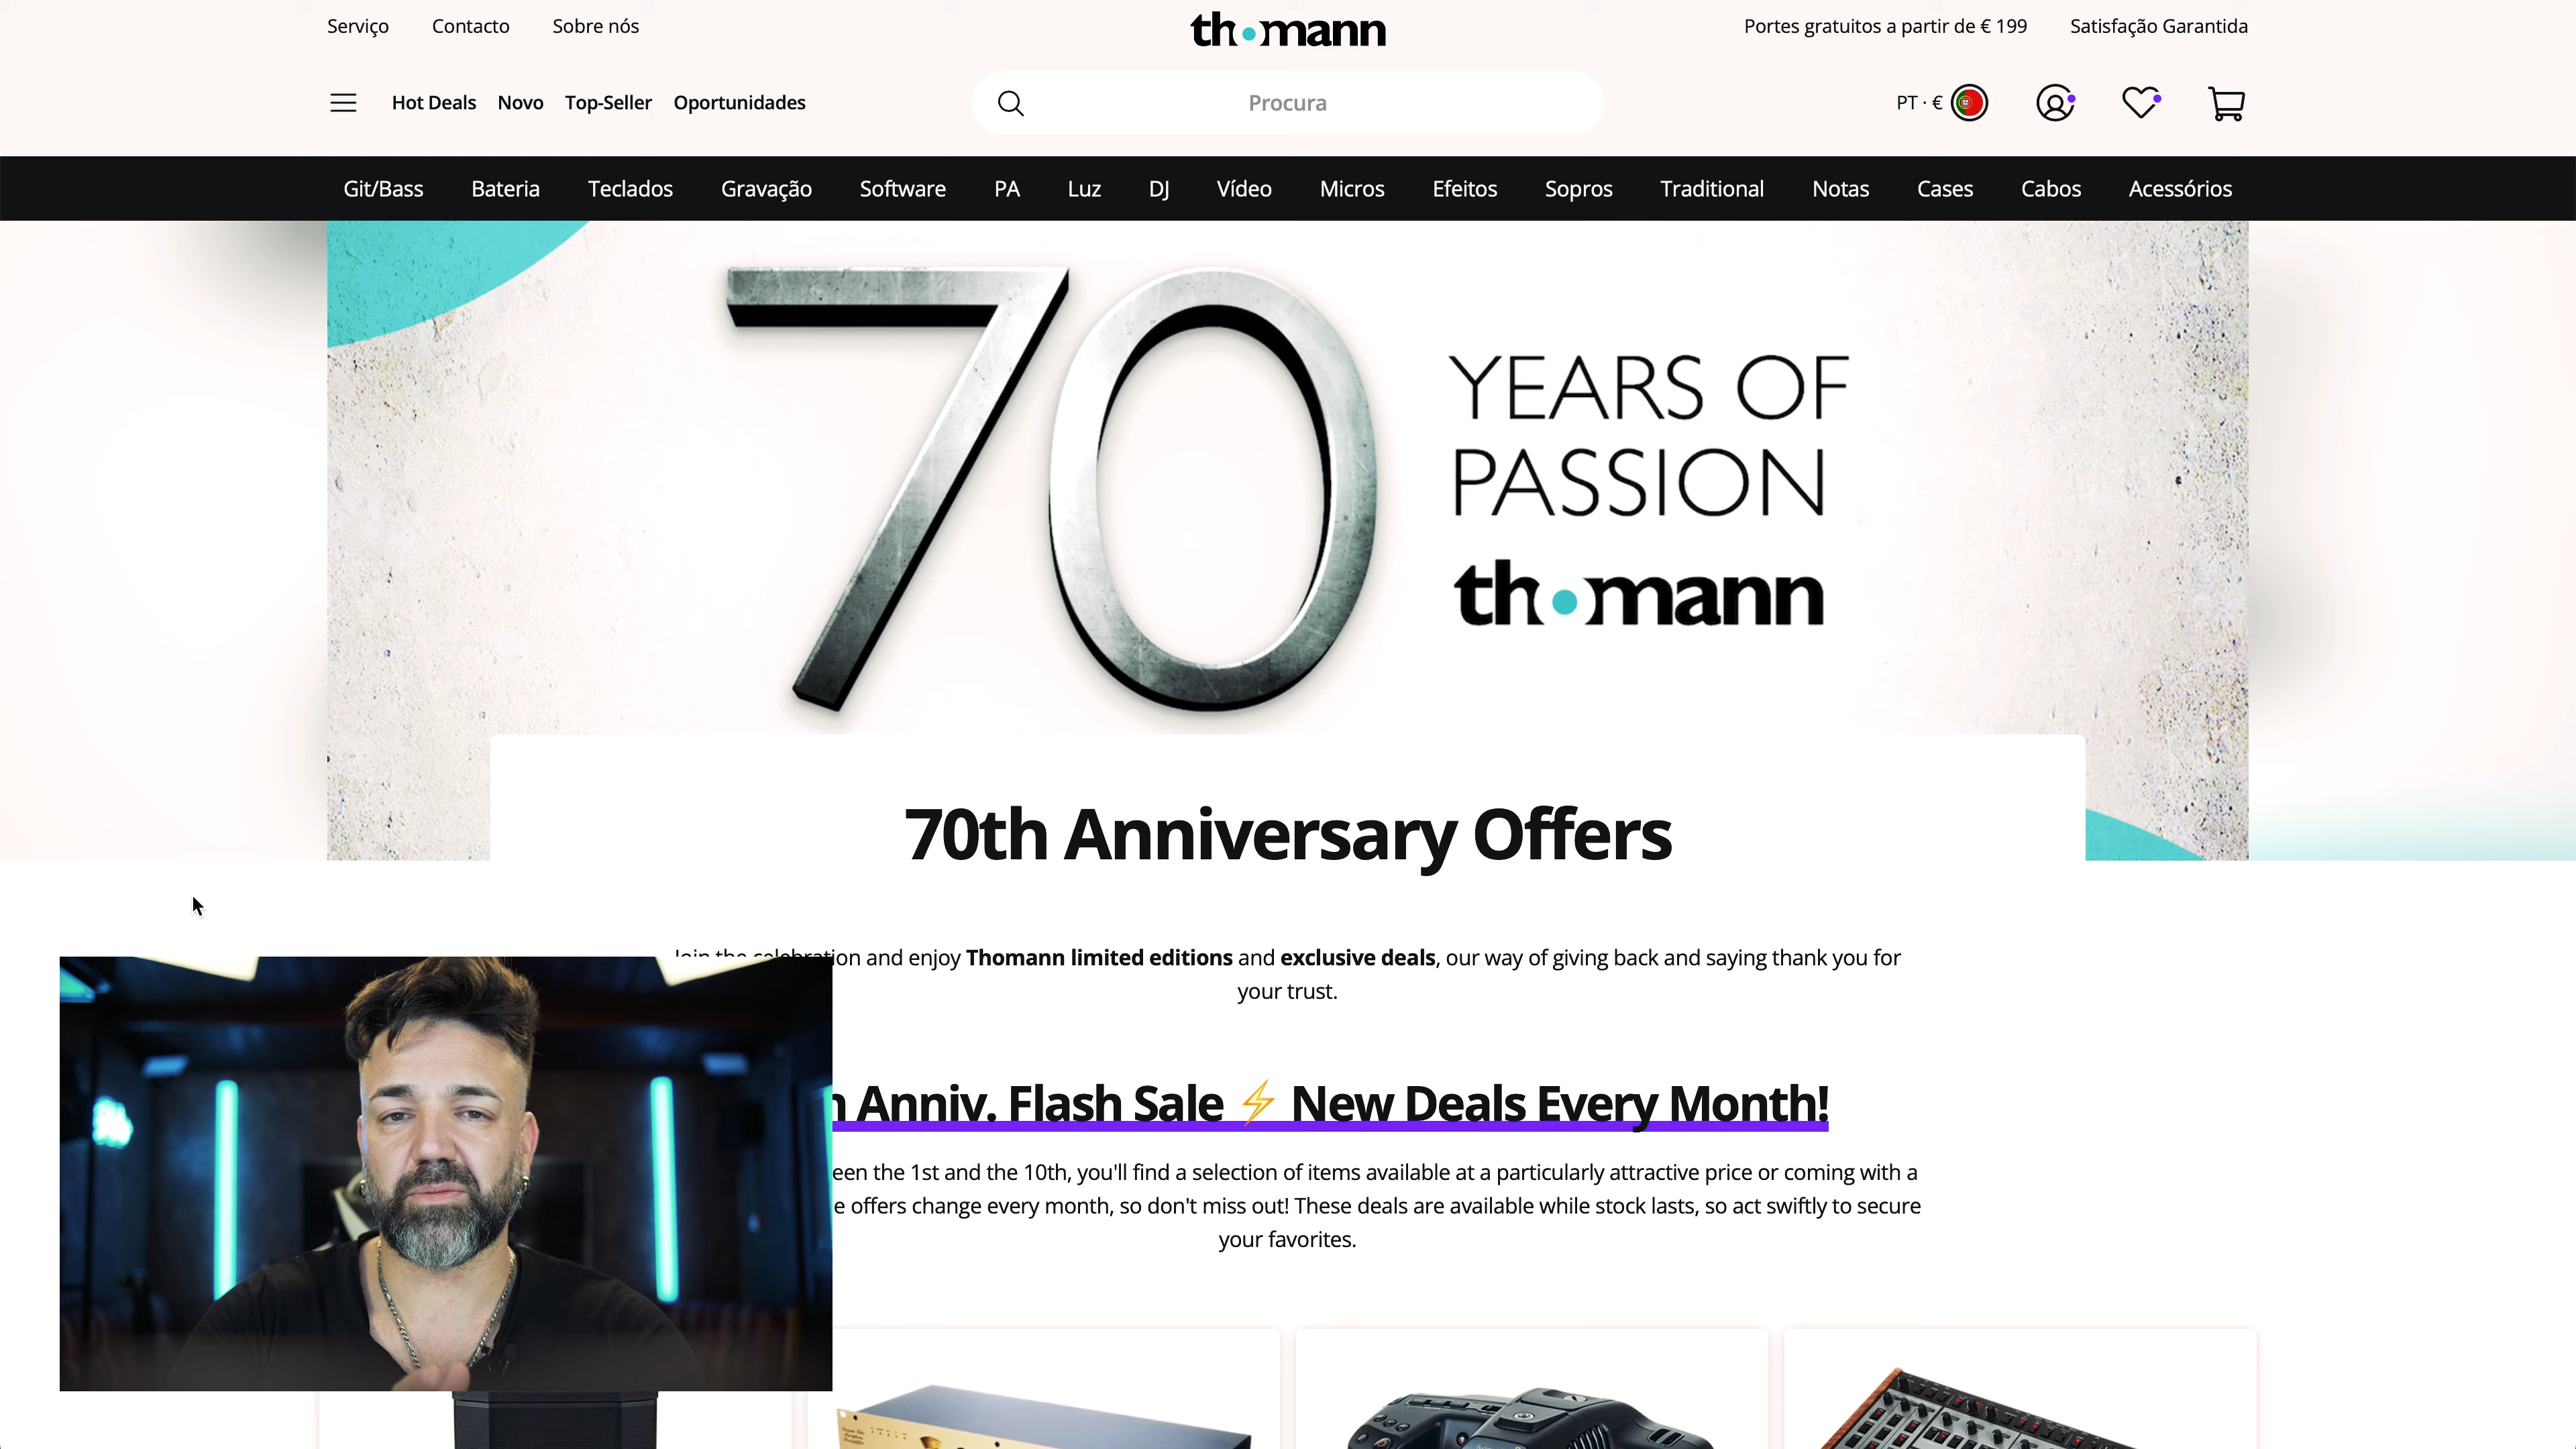 Serviço Contacto Sobre nós thomann Portes gratuitos a partir de € 199 Satisfação Garantida
Hot Deals Novo Top-Seller Oportunidades Procura PT · €
Git/Bass Bateria Teclados Gravação Software PA Luz DJ Vídeo Micros Efeitos Sopros Traditional Notas Cases Cabos Acessórios
70
YEARS OF
PASSION
thomann
70th Anniversary Offers
Join the celebration and enjoy Thomann limited editions and exclusive deals, our way of giving back and saying thank you for
your trust.
Anniv. Flash Sale ⚡ New Deals Every Month!
the 1st and the 10th, you'll find a selection of items available at a particularly attractive price or coming with a
offers change every month, so don't miss out! These deals are available while stock lasts, so act swiftly to secure
your favorites.